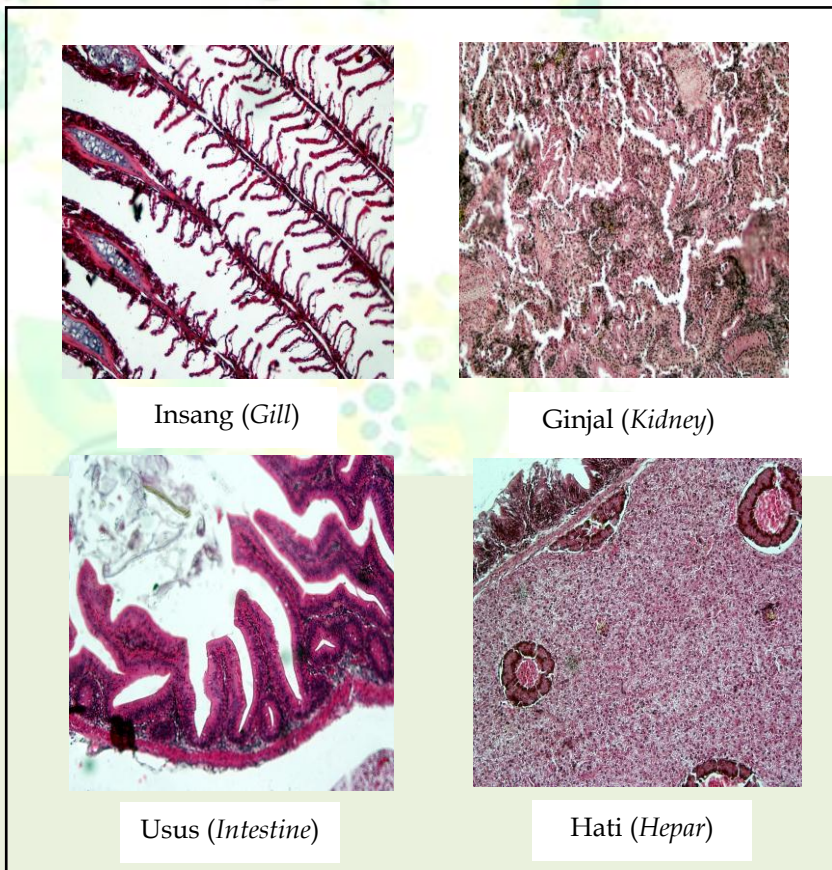 Insang (Gill)
Ginjal (Kidney)
Usus (Intestine)
Hati (Hepar)